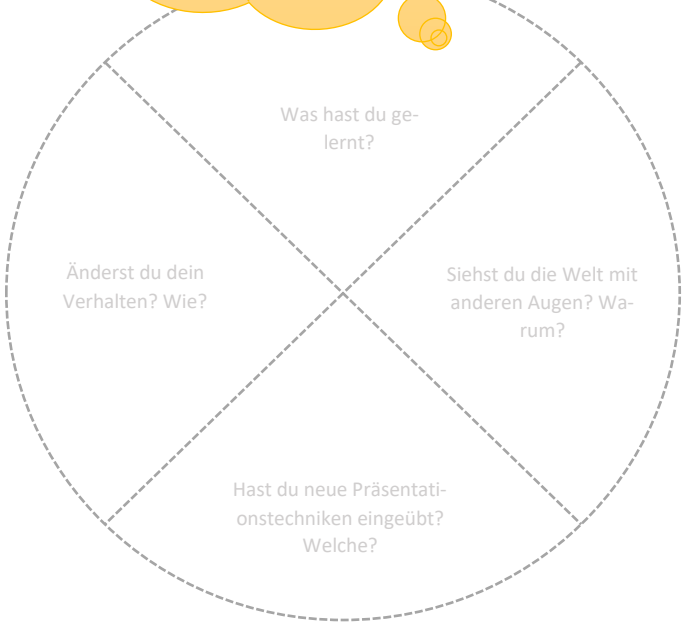 Was hast du ge-
lernt?
Änderst du dein
Verhalten? Wie?
Siehst du die Welt mit
anderen Augen? Wa-
rum?
Hast du neue Präsentati-
onstechniken eingeübt?
Welche?